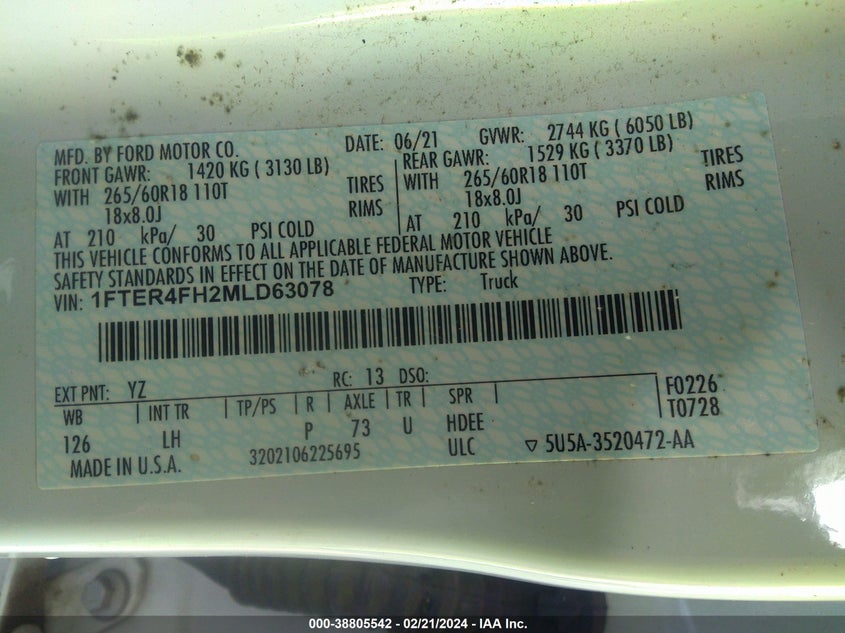 MFD. BY FORD MOTOR CO. DATE: 06/21 GVWR: 2744 KG ( 6050 LB)
FRONT GAWR: 1420 KG ( 3130 LB) REAR GAWR: 1529 KG ( 3370 LB)
WITH 265/60R18 110T TIRES WITH 265/60R18 110T TIRES
18x8.0J RIMS 18x8.0J RIMS
AT 210 kPa/ 30 PSI COLD AT 210 kPa/ 30 PSI COLD
THIS VEHICLE CONFORMS TO ALL APPLICABLE FEDERAL MOTOR VEHICLE
SAFETY STANDARDS IN EFFECT ON THE DATE OF MANUFACTURE SHOWN ABOVE.
VIN: 1FTER4FH2MLD63078 TYPE: Truck
EXT PNT: YZ RC: 13 DSO:
WB INT TR TP/PS R AXLE TR SPR F0226
126 LH P 73 U HDEE T0728
MADE IN U.S.A. 3202106225695 ULC ▽ 5U5A-3520472-AA
000-38805542 - 02/21/2024 - IAA Inc.